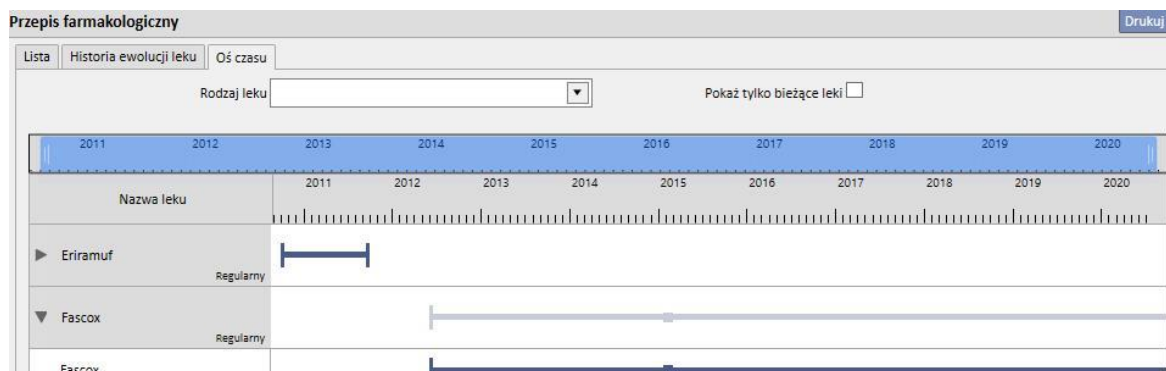 Przepis farmakologiczny
Drukuj
Lista Historia ewolucji leku Oś czasu
Rodzaj leku Pokaż tylko bieżące leki
2011 2012 2013 2014 2015 2016 2017 2018 2019 2020
Nazwa leku
2011 2012 2013 2014 2015 2016 2017 2018 2019 2020
Eriramuf
Regularny
Fascox
Regularny
Fascox